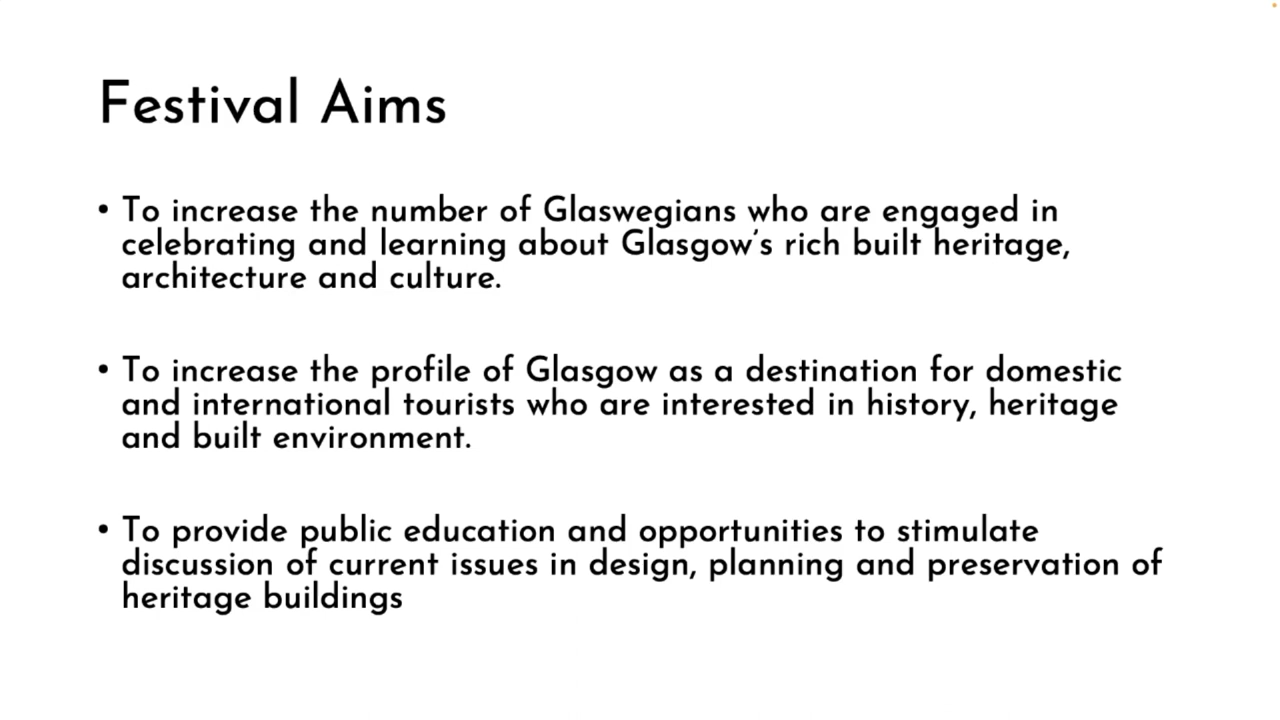 Festival Aims
• To increase the number of Glaswegians who are engaged in
celebrating and learning about Glasgow's rich built heritage,
architecture and culture.
• To increase the profile of Glasgow as a destination for domestic
and international tourists who are interested in history, heritage
and built environment.
• To provide public education and opportunities to stimulate
discussion of current issues in design, planning and preservation of
heritage buildings